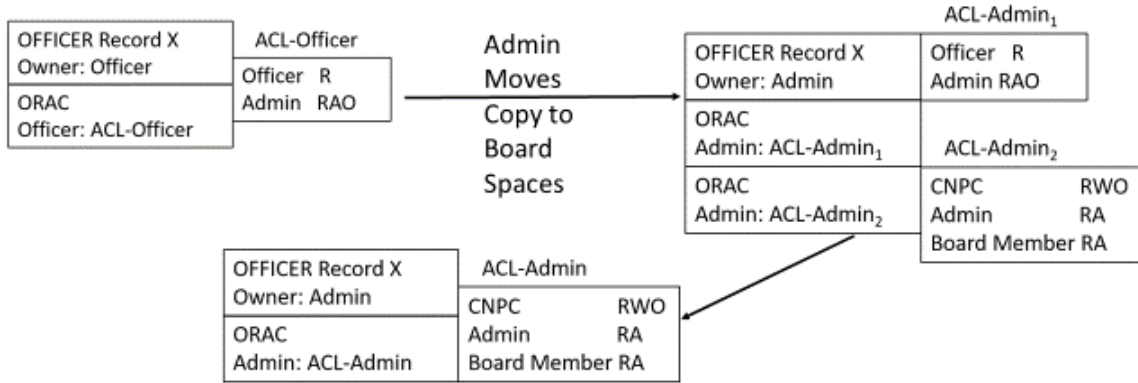 OFFICER Record X
Owner: Officer
ORAC
Officer: ACL-Officer
ACL-Officer
Officer R
Admin RAO
Admin
Moves
Copy to
Board
Spaces
ACL-Admin₁
OFFICER Record X
Owner: Admin
Officer R
Admin RAO
ORAC
Admin: ACL-Admin₁
ACL-Admin₂
ORAC
Admin: ACL-Admin₂
CNPC RWO
Admin RA
Board Member RA
OFFICER Record X
Owner: Admin
ORAC
Admin: ACL-Admin
ACL-Admin
CNPC RWO
Admin RA
Board Member RA